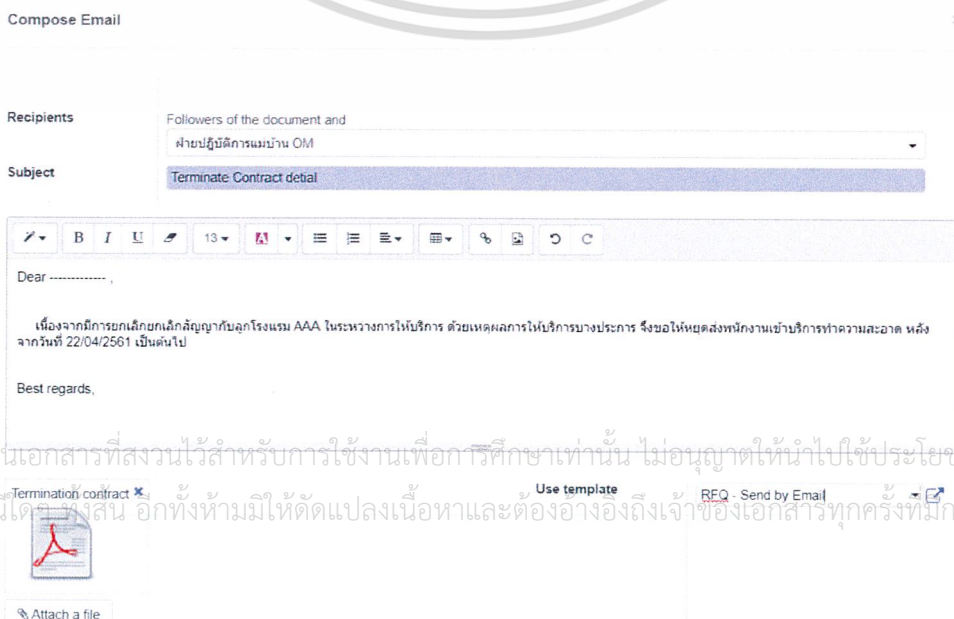 Compose Email
Recipients
Followers of the document and
ฝ่ายปฏิบัติการแม่บ้าน OM
Subject
Terminate Contract detial
B I U 13 A
Dear ------------- ,
เนื่องจากมีการยกเลิกยกเลิกสัญญากับลูกโรงแรม AAA ในระหว่างการให้บริการ ด้วยเหตุผลการให้บริการบางประการ จึงขอให้หยุดส่งพนักงานเข้าบริการทำความสะอาด หลัง
จากวันที่ 22/04/2561 เป็นต้นไป
Best regards,
นเอกสารที่สงวนไว้สำหรับการใช้งานเพื่อการศึกษาเท่านั้น ไม่อนุญาตให้นำไปใช้ประโยช
Termination contract ×
Use template
RFQ - Send by Email
ทั้งสิ้น อีกทั้งห้ามมิให้ดัดแปลงเนื้อหาและต้องอ้างอิงถึงเจ้าของเอกสารทุกครั้งที่มีก
Attach a file